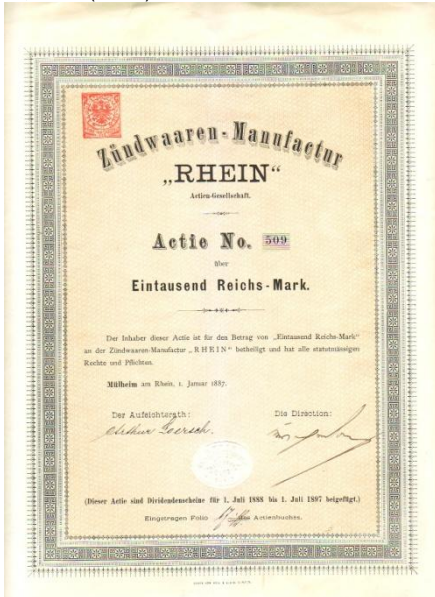 Zündwaaren-Manufactur
„RHEIN“
Actien-Gesellschaft.
Actie No. 509
über
Eintausend Reichs-Mark.
Der Inhaber dieser Actie ist für den Betrag von „Eintausend Reichs-Mark“
an der Zündwaaren-Manufactur „RHEIN“ betheiligt und hat alle statutmässigen
Rechte und Pflichten.
Mülheim am Rhein, 1. Januar 1887.
Der Aufsichtsrath: Die Direction:
Arthur
(Dieser Actie sind Dividendenscheine für 1. Juli 1888 bis 1. Juli 1897 beigefügt.)
Eingetragen Folio des Actienbuches.